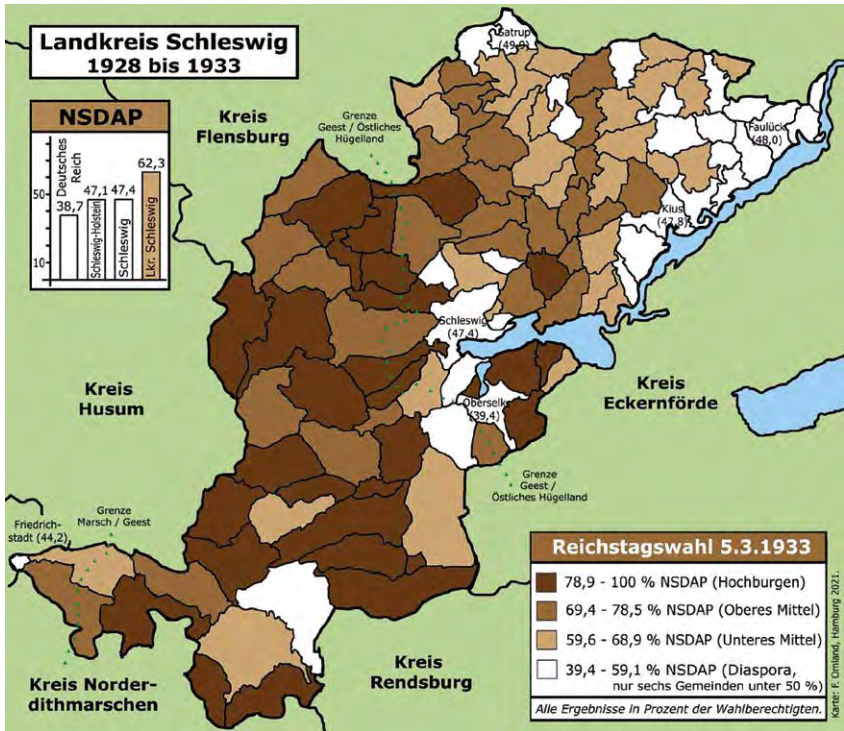 Landkreis Schleswig
1928 bis 1933
NSDAP
50
10
Deutsches
Reich
38,7
Schleswig-Holstein
47,1
Schleswig
47,4
Lkr. Schleswig
62,3
Kreis
Flensburg
Grenze
Geest / Östliches
Hügelland
Satrup
(49,9)
Faulück
(48,0)
Kius
(47,8)
Schleswig
(47,4)
Oberselk
(39,4)
Kreis
Husum
Kreis
Eckernförde
Grenze
Geest /
Östliches Hügelland
Grenze
Marsch / Geest
Friedrich-
stadt (44,2)
Kreis Norder-
dithmarschen
Kreis
Rendsburg
Reichstagswahl 5.3.1933
78,9 - 100 % NSDAP (Hochburgen)
69,4 - 78,5 % NSDAP (Oberes Mittel)
59,6 - 68,9 % NSDAP (Unteres Mittel)
39,4 - 59,1 % NSDAP (Diaspora,
nur sechs Gemeinden unter 50 %)
Alle Ergebnisse in Prozent der Wahlberechtigten.
Karte: F. Omland, Hamburg 2021.